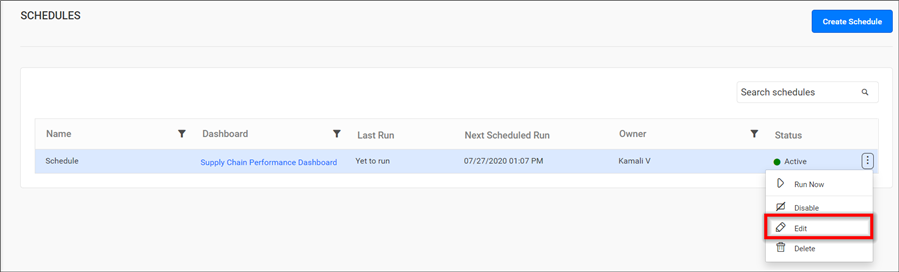 SCHEDULES
Create Schedule
Search schedules
Name Dashboard Last Run Next Scheduled Run Owner Status
Schedule Supply Chain Performance Dashboard Yet to run 07/27/2020 01:07 PM Kamali V Active
Run Now
Disable
Edit
Delete